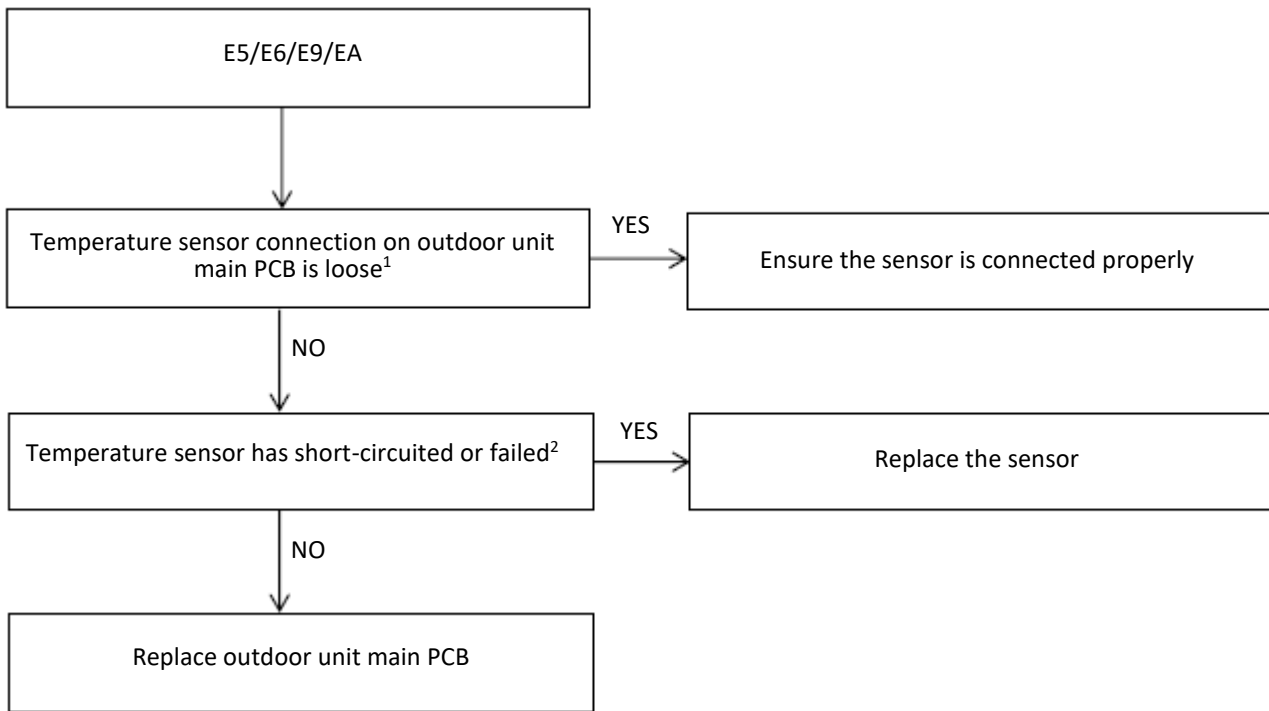 E5/E6/E9/EA
Temperature sensor connection on outdoor unit
main PCB is loose¹
YES
Ensure the sensor is connected properly
NO
Temperature sensor has short-circuited or failed²
YES
Replace the sensor
NO
Replace outdoor unit main PCB